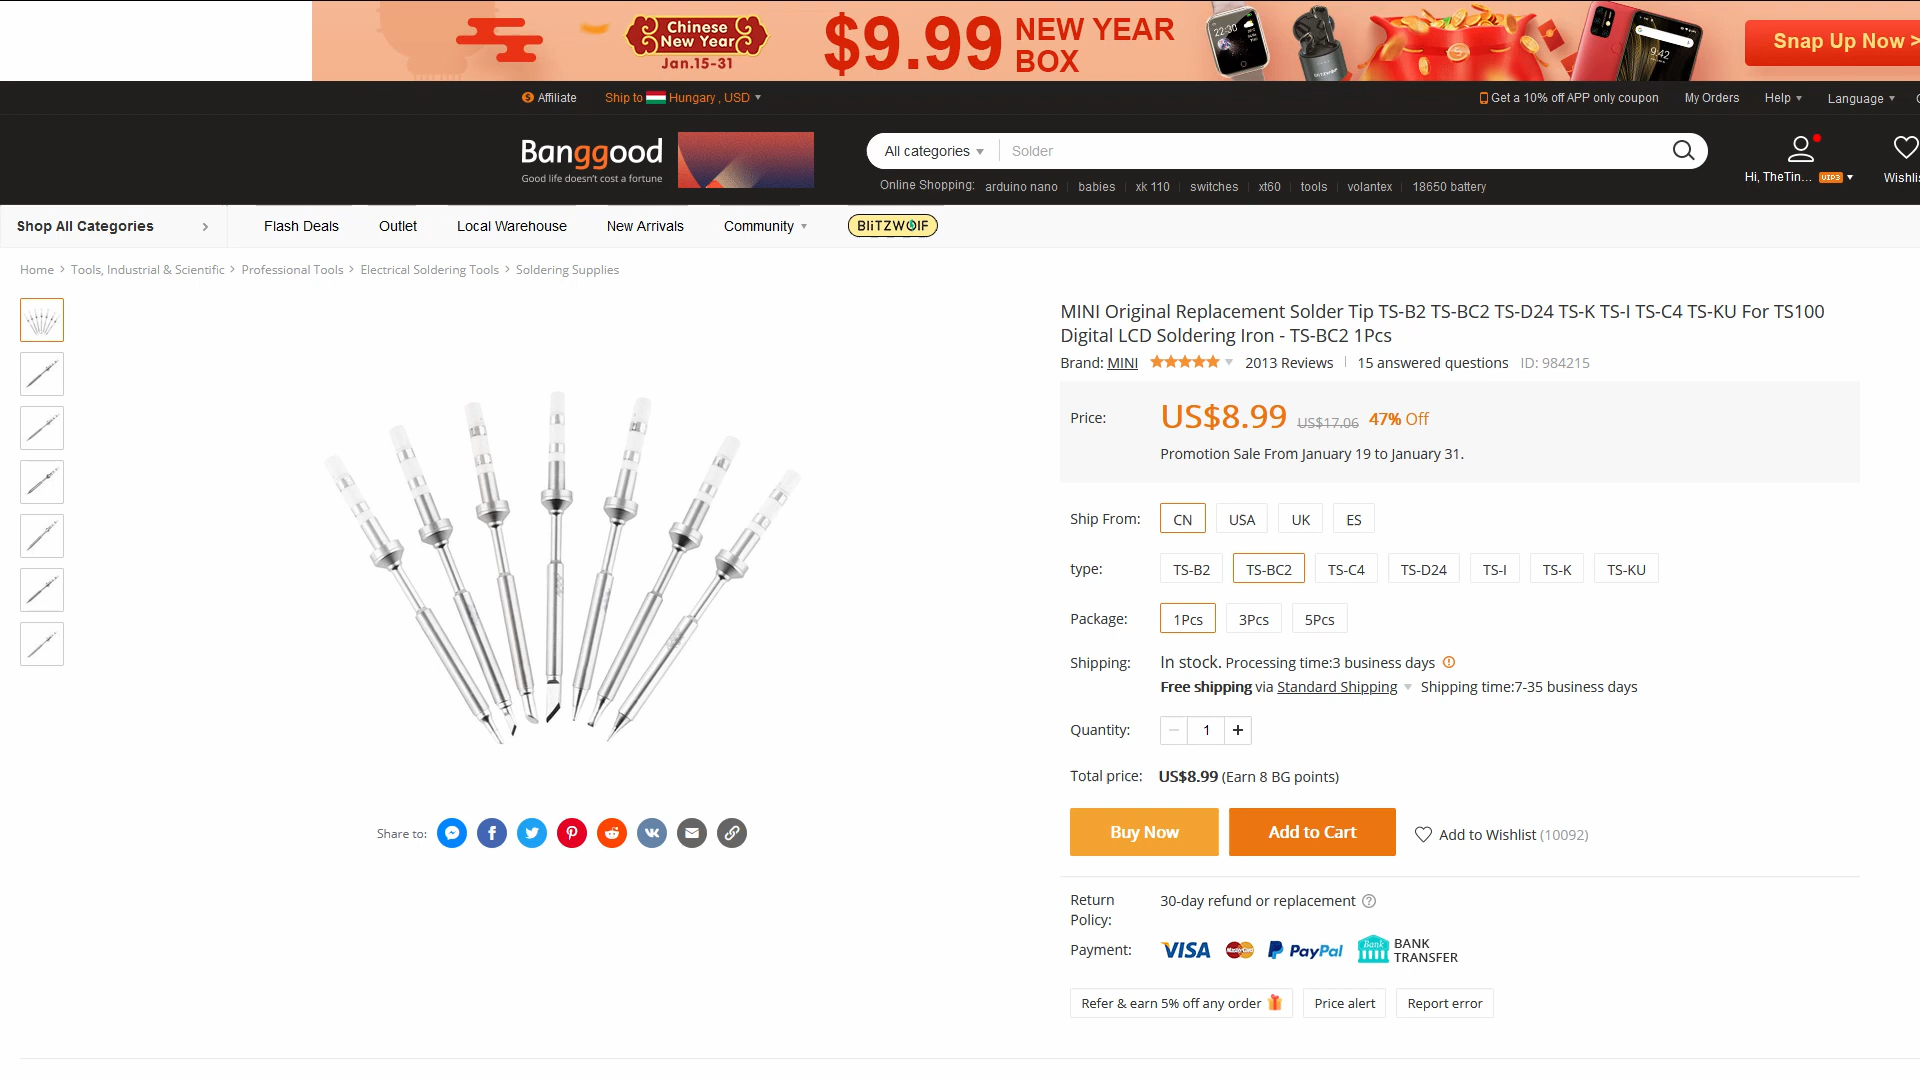 Chinese
New Year
Jan.15-31
$9.99
NEW YEAR
BOX
Snap Up Now >
Affiliate
Ship to Hungary , USD
Get a 10% off APP only coupon
My Orders
Help
Language
Banggood
Good life doesn't cost a fortune
All categories
Solder
Online Shopping: arduino nano babies xk 110 switches xt60 tools volantex 18650 battery
Hi, TheTin... VIP3
Wishli
Shop All Categories
Flash Deals
Outlet
Local Warehouse
New Arrivals
Community
BLITZWOLF
Home > Tools, Industrial & Scientific > Professional Tools > Electrical Soldering Tools > Soldering Supplies
MINI Original Replacement Solder Tip TS-B2 TS-BC2 TS-D24 TS-K TS-I TS-C4 TS-KU For TS100
Digital LCD Soldering Iron - TS-BC2 1Pcs
Brand: MINI 2013 Reviews 15 answered questions ID: 984215
Price: US$8.99 US$17.06 47% Off
Promotion Sale From January 19 to January 31.
Ship From: CN USA UK ES
type: TS-B2 TS-BC2 TS-C4 TS-D24 TS-I TS-K TS-KU
Package: 1Pcs 3Pcs 5Pcs
Shipping: In stock. Processing time:3 business days
Free shipping via Standard Shipping Shipping time:7-35 business days
Quantity: 1
Total price: US$8.99 (Earn 8 BG points)
Share to:
Buy Now
Add to Cart
Add to Wishlist (10092)
Return
Policy:
30-day refund or replacement
Payment: VISA MasterCard PayPal Bank BANK
TRANSFER
Refer & earn 5% off any order
Price alert
Report error